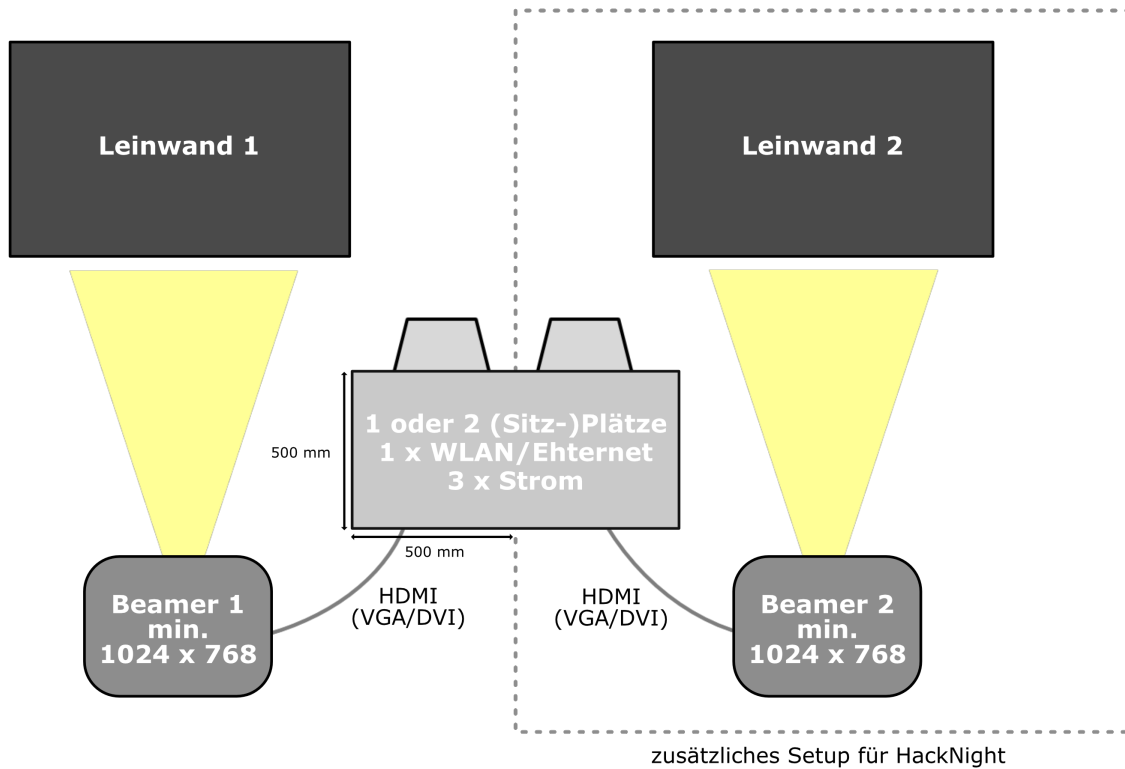 Leinwand 1
Leinwand 2
1 oder 2 (Sitz-)Plätze
1 x WLAN/Ehternet
3 x Strom
500 mm
500 mm
HDMI
(VGA/DVI)
HDMI
(VGA/DVI)
Beamer 1
min.
1024 x 768
Beamer 2
min.
1024 x 768
zusätzliches Setup für HackNight